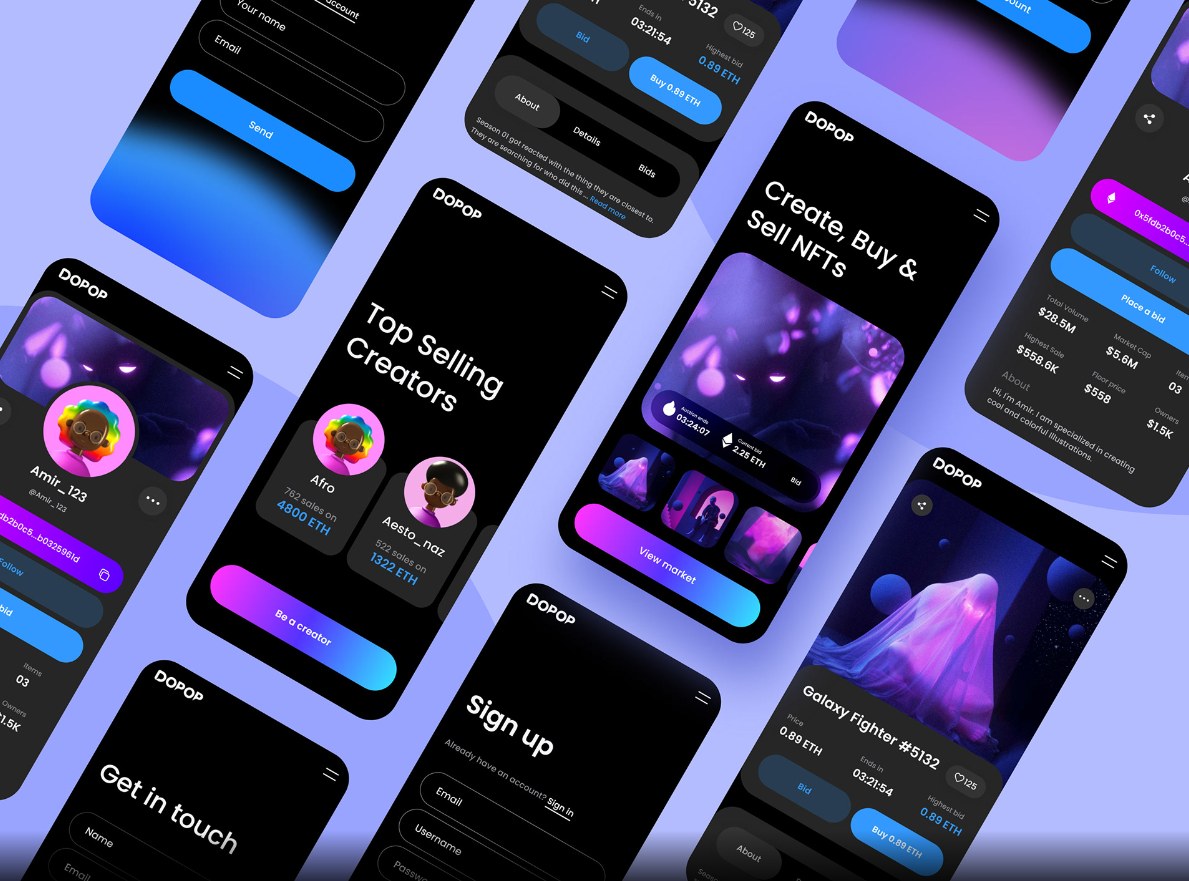 account
Your name
Email
Send
5132
125
Ends in
03:21:54
Highest bid
0.89 ETH
Bid
Buy 0.89 ETH
About
Details
Bids
Season 01 got reacted with the thing they are closest to.
They are searching for who did this ... Read more
DOPOP
Create, Buy &
Sell NFTs
Auction ends
03:24:07
Current bid
2.25 ETH
Bid
View market
0x5fdb2b0c5...
Follow
Place a bid
Total Volume
$28.5M
Market Cap
$5.6M
03
Highest Sale
$558.6K
Floor price
$558
Owners
$1.5K
About
Hi, I'm Amir. I am specialized in creating
cool and colorful illustrations.
DOPOP
Top Selling
Creators
Afro
762 sales on
4800 ETH
Aesto_naz
522 sales on
1322 ETH
Be a creator
DOPOP
Amir_123
@Amir_123
db2b0c5...b0325961d
Follow
bid
Items
03
Owners
$1.5K
DOPOP
Get in touch
Name
Email
DOPOP
Sign up
Already have an account? Sign in
Email
Username
Passwo
DOPOP
Galaxy Fighter #5132
125
Price
0.89 ETH
Ends in
03:21:54
Highest bid
0.89 ETH
Bid
Buy 0.89 ETH
About